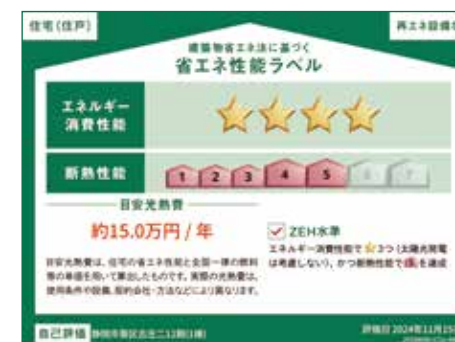 住宅(住戸)
再エネ設備な
建築物省エネ法に基づく
省エネ性能ラベル
エネルギー
消費性能
断熱性能
1 2 3 4 5 6 7
目安光熱費
約15.0万円 / 年
目安光熱費は、住宅の省エネ性能と全国一律の燃料
等の単価を用いて算出したものです。実際の光熱費は、
使用条件や設備、契約会社・方法などにより異なります。
ZEH水準
エネルギー消費性能で 3つ(太陽光発電
は考慮しない)、かつ断熱性能で 5 を達成
自己評価
評価日 2024年11月15